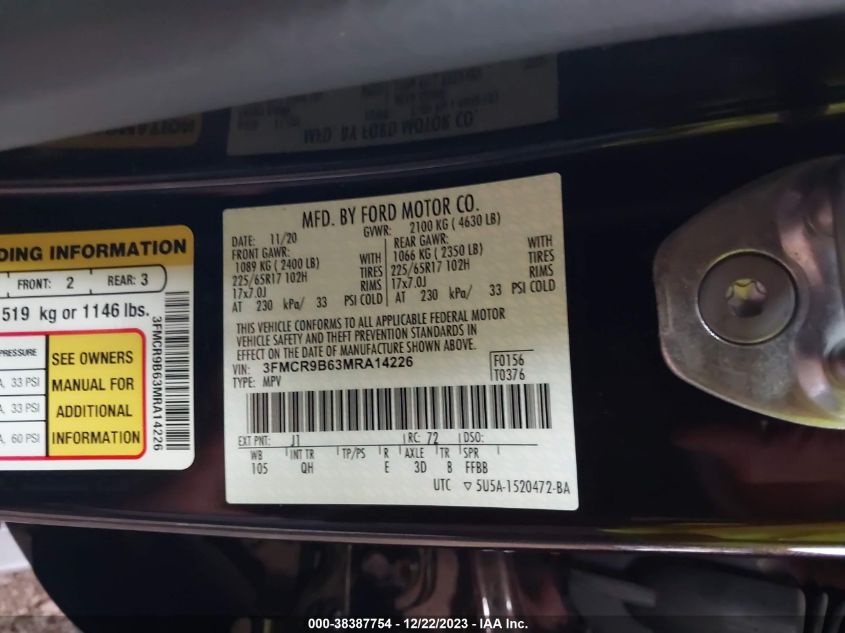 DING INFORMATION
FRONT: 2 REAR: 3
519 kg or 1146 lbs.
PRESSURE
A, 33 PSI
A, 33 PSI
A, 60 PSI
SEE OWNERS
MANUAL FOR
ADDITIONAL
INFORMATION
3FMCR9B63MRA14226
MFD. BY FORD MOTOR CO.
DATE: 11/20 GVWR: 2100 KG ( 4630 LB)
FRONT GAWR: REAR GAWR:
1089 KG ( 2400 LB) WITH 1066 KG ( 2350 LB) WITH
225/65R17 102H TIRES 225/65R17 102H TIRES
17x7.0J RIMS 17x7.0J RIMS
AT 230 kPa/ 33 PSI COLD AT 230 kPa/ 33 PSI COLD
THIS VEHICLE CONFORMS TO ALL APPLICABLE FEDERAL MOTOR
VEHICLE SAFETY AND THEFT PREVENTION STANDARDS IN
EFFECT ON THE DATE OF MANUFACTURE SHOWN ABOVE.
VIN: 3FMCR9B63MRA14226 F0156
TYPE: MPV T0376
EXT PNT: J1 RC: 72 DSO:
WB INT TR TP/PS R AXLE TR SPR
105 QH E 3D B FFBB
UTC ▽ 5U5A-1520472-BA
MFD. BY FORD MOTOR CO.
000-38387754 - 12/22/2023 - IAA Inc.